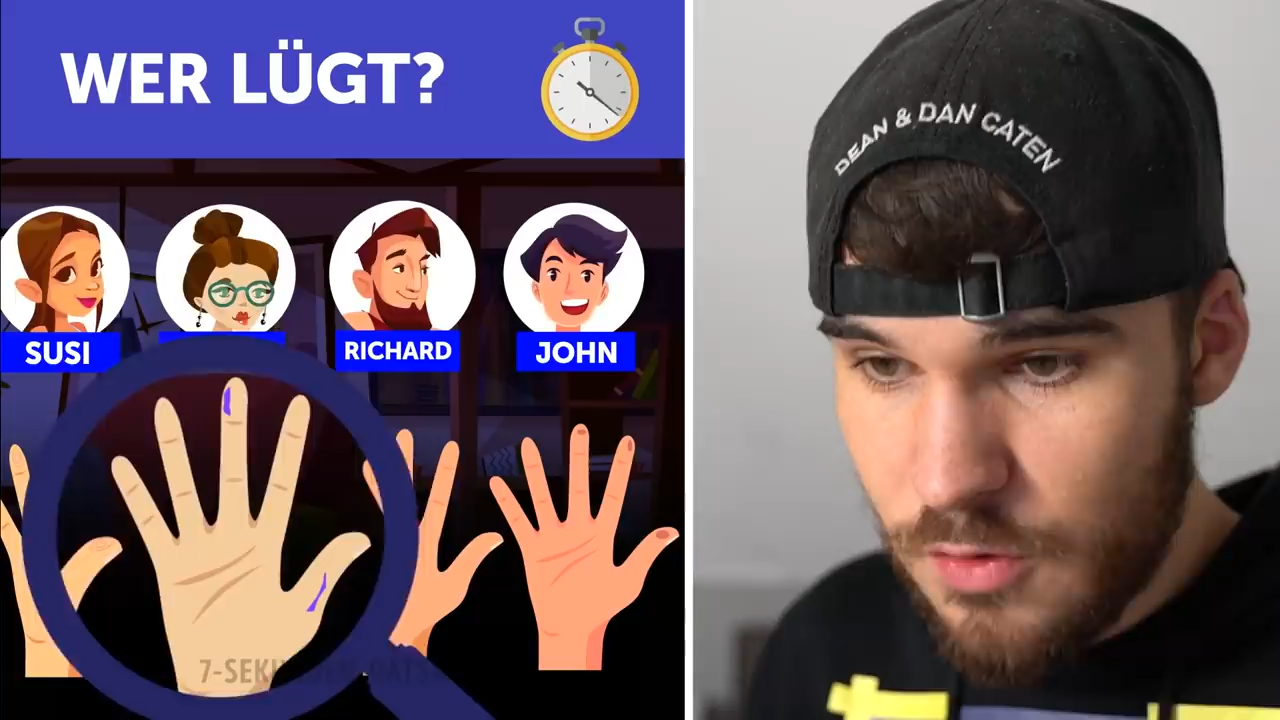 WER LÜGT?
DEAN & DAN CATEN
SUSI
RICHARD
JOHN